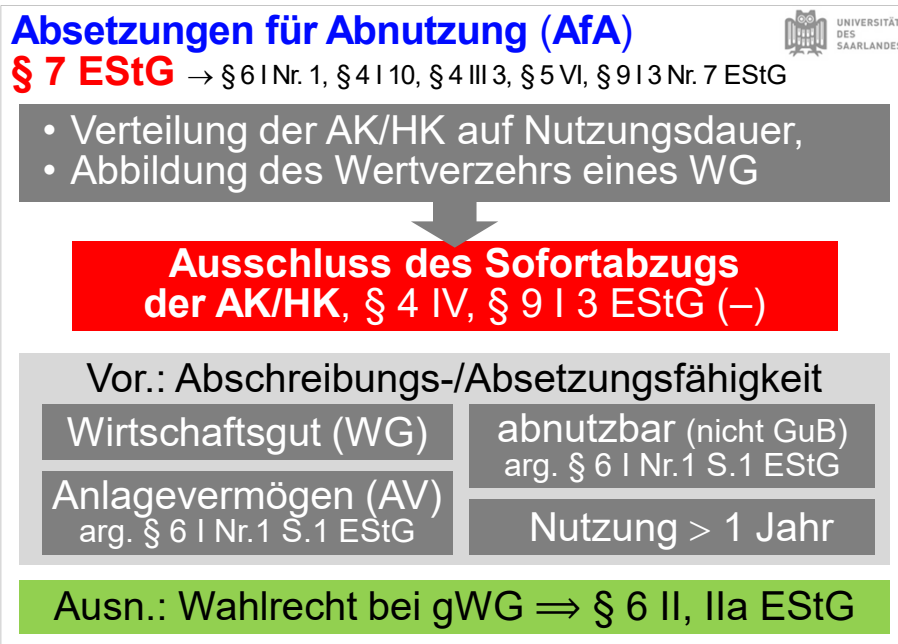 Absetzungen für Abnutzung (AfA)
UNIVERSITÄT
DES
SAARLANDES
§ 7 EStG → § 6 I Nr. 1, § 4 I 10, § 4 III 3, § 5 VI, § 9 I 3 Nr. 7 EStG
• Verteilung der AK/HK auf Nutzungsdauer,
• Abbildung des Wertverzehrs eines WG
Ausschluss des Sofortabzugs
der AK/HK, § 4 IV, § 9 I 3 EStG (–)
Vor.: Abschreibungs-/Absetzungsfähigkeit
Wirtschaftsgut (WG)
Anlagevermögen (AV)
arg. § 6 I Nr.1 S.1 EStG
abnutzbar (nicht GuB)
arg. § 6 I Nr.1 S.1 EStG
Nutzung > 1 Jahr
Ausn.: Wahlrecht bei gWG ⟹ § 6 II, IIa EStG